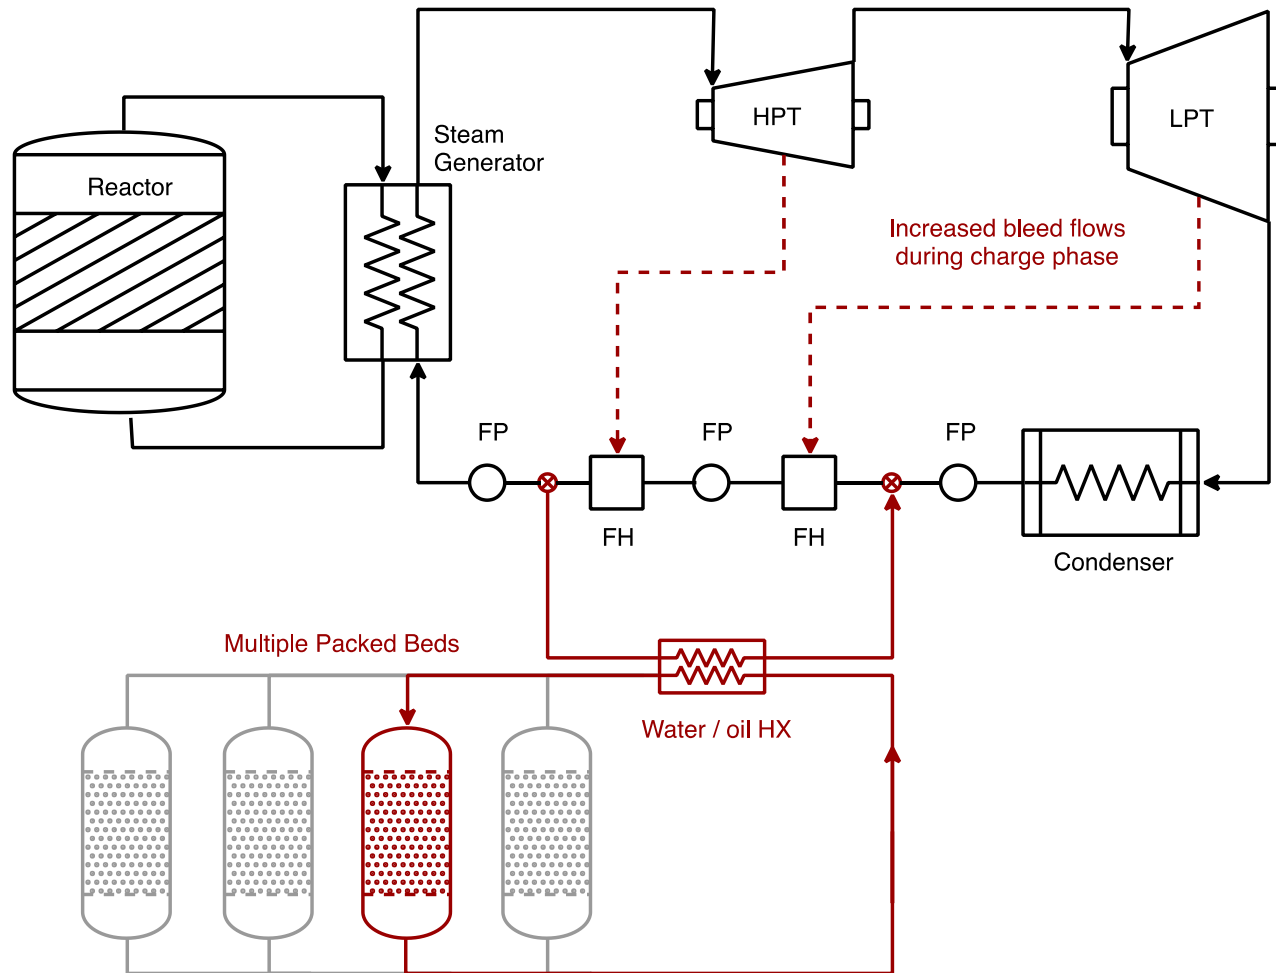 HPT
LPT
Steam
Generator
Reactor
Increased bleed flows
during charge phase
FP
FP
FP
FH
FH
Condenser
Multiple Packed Beds
Water / oil HX